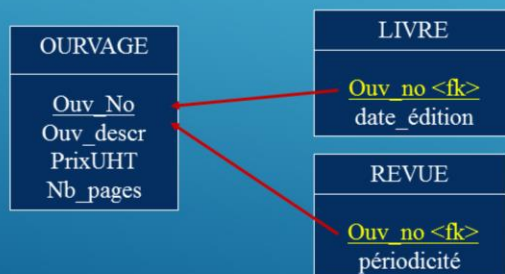 OURVAGE
Ouv_No
Ouv_descr
PrixUHT
Nb_pages
LIVRE
Ouv_no <fk>
date_édition
REVUE
Ouv_no <fk>
périodicité